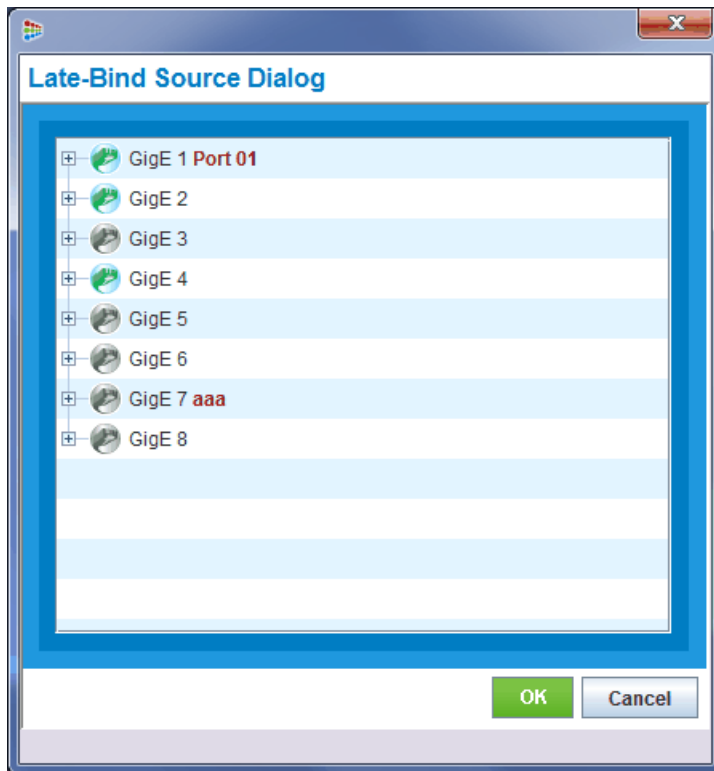 Late-Bind Source Dialog
GigE 1 Port 01
GigE 2
GigE 3
GigE 4
GigE 5
GigE 6
GigE 7 aaa
GigE 8
OK Cancel